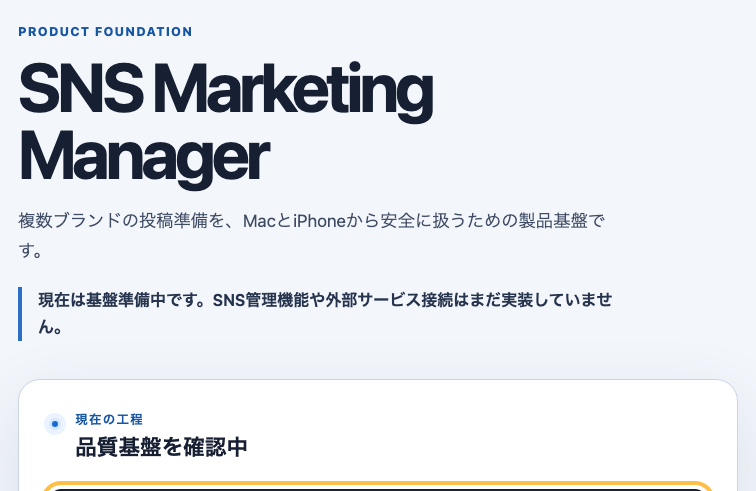 PRODUCT FOUNDATION
SNS Marketing
Manager
複数ブランドの投稿準備を、MacとiPhoneから安全に扱うための製品基盤で
す。
現在は基盤準備中です。SNS管理機能や外部サービス接続はまだ実装していませ
ん。
現在の工程
品質基盤を確認中